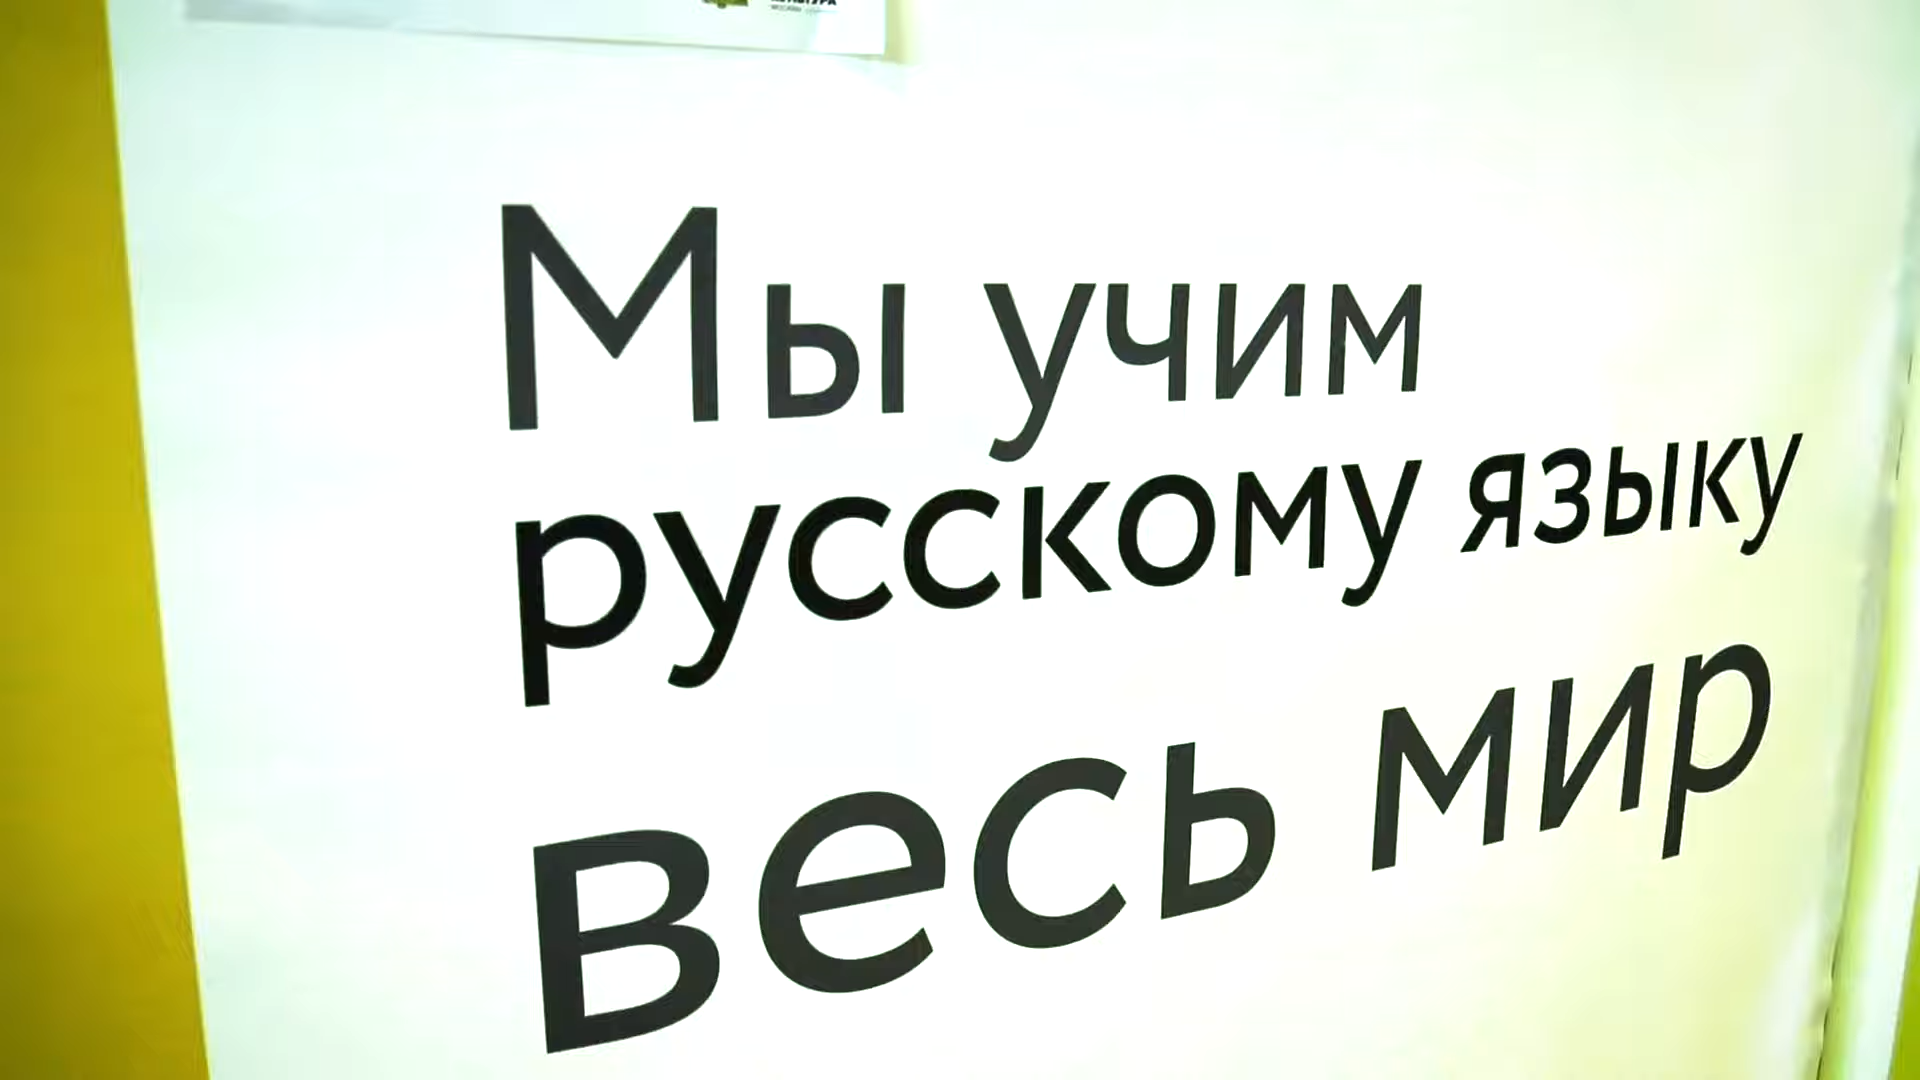 Мы учим
русскому языку
весь мир